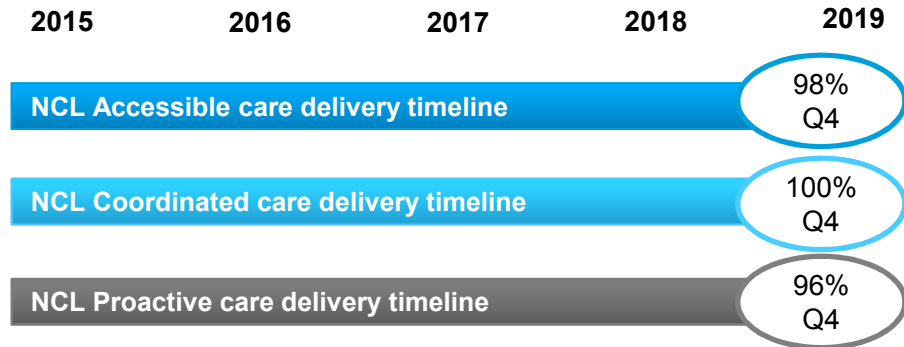 2015 2016 2017 2018 2019
NCL Accessible care delivery timeline
98%
Q4
NCL Coordinated care delivery timeline
100%
Q4
NCL Proactive care delivery timeline
96%
Q4